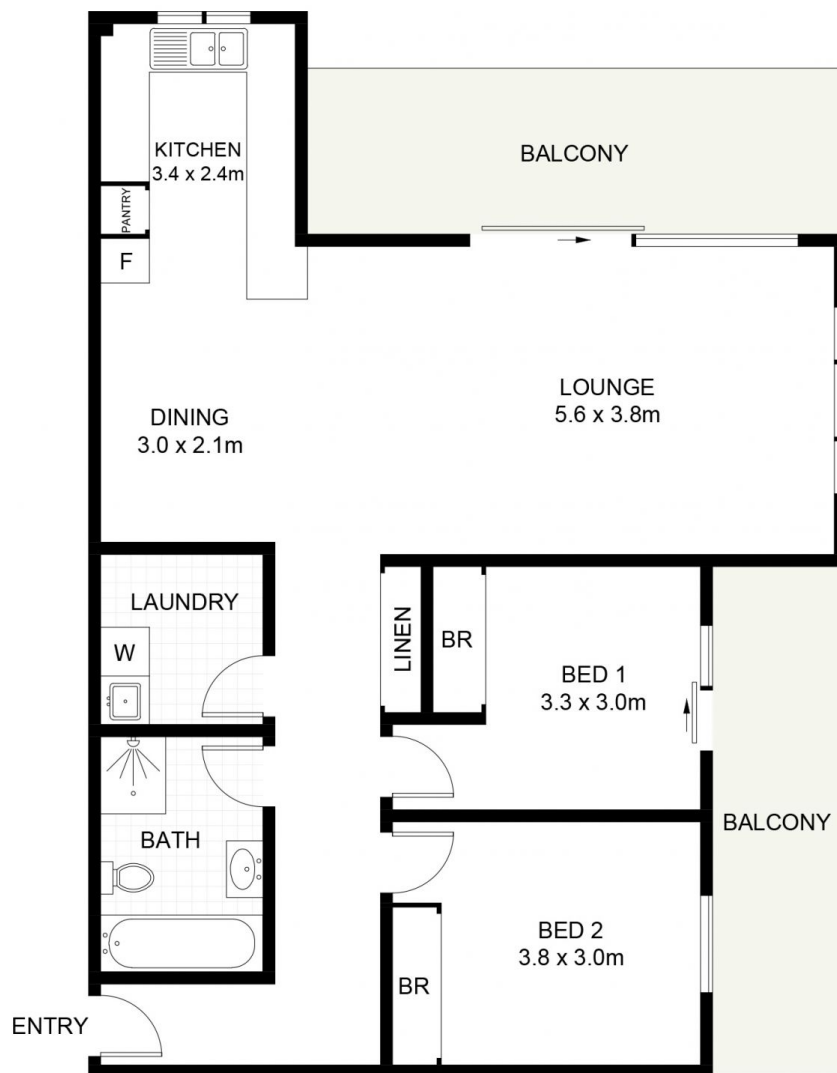 KITCHEN
3.4 x 2.4m
BALCONY
PANTRY
F
LOUNGE
5.6 x 3.8m
DINING
3.0 x 2.1m
LAUNDRY
W
LINEN
BR
BED 1
3.3 x 3.0m
BATH
BALCONY
BED 2
3.8 x 3.0m
BR
ENTRY